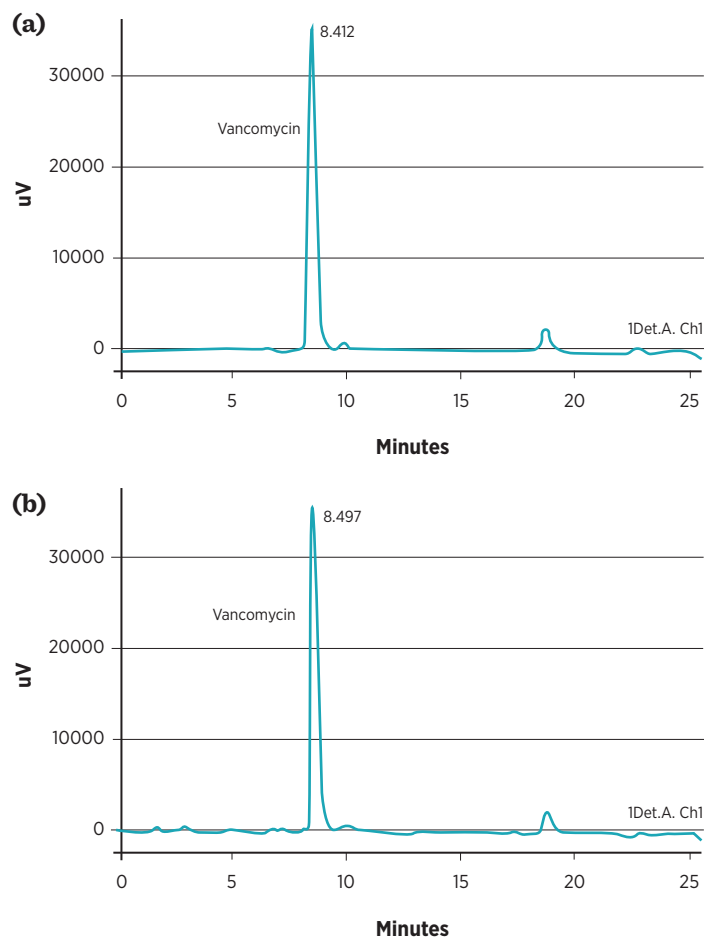 (a)
8.412
30000
Vancomycin
20000
uV
10000
1Det.A. Ch1
0
0 5 10 15 20 25
Minutes
(b)
8.497
30000
Vancomycin
20000
uV
10000
1Det.A. Ch1
0
0 5 10 15 20 25
Minutes